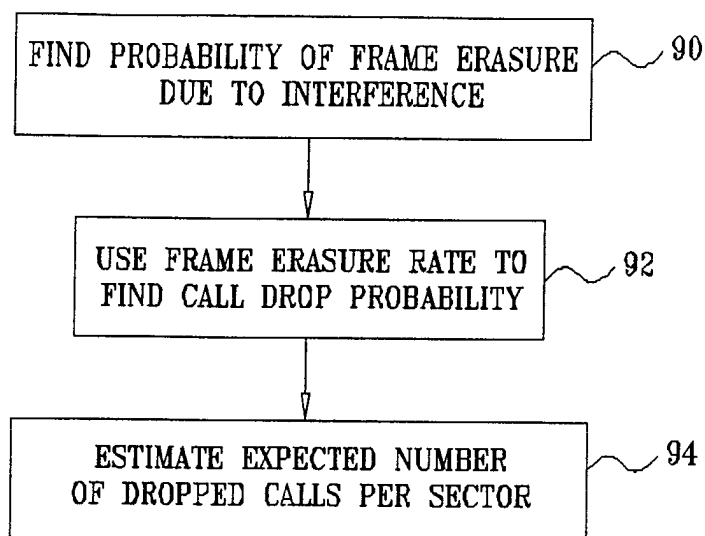 FIND PROBABILITY OF FRAME ERASURE
DUE TO INTERFERENCE
90
USE FRAME ERASURE RATE TO
FIND CALL DROP PROBABILITY
92
ESTIMATE EXPECTED NUMBER
OF DROPPED CALLS PER SECTOR
94